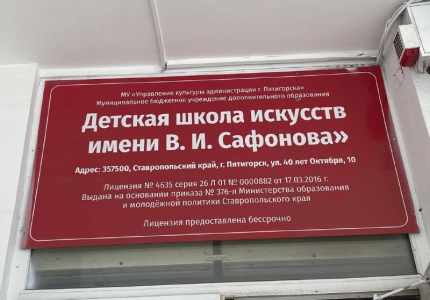 МУ «Управление культуры администрации г. Пятигорска»
Муниципальное бюджетное учреждение дополнительного образования
Детская школа искусств
имени В. И. Сафонова»
Адрес: 357500, Ставропольский край, г. Пятигорск, ул. 40 лет Октября, 10
Лицензия № 4635 серия 26 Л 01 № 0000882 от 17.03.2016 г.
Выдана на основании приказа № 376-л Министерства образования
и молодёжной политики Ставропольского края
Лицензия предоставлена бессрочно